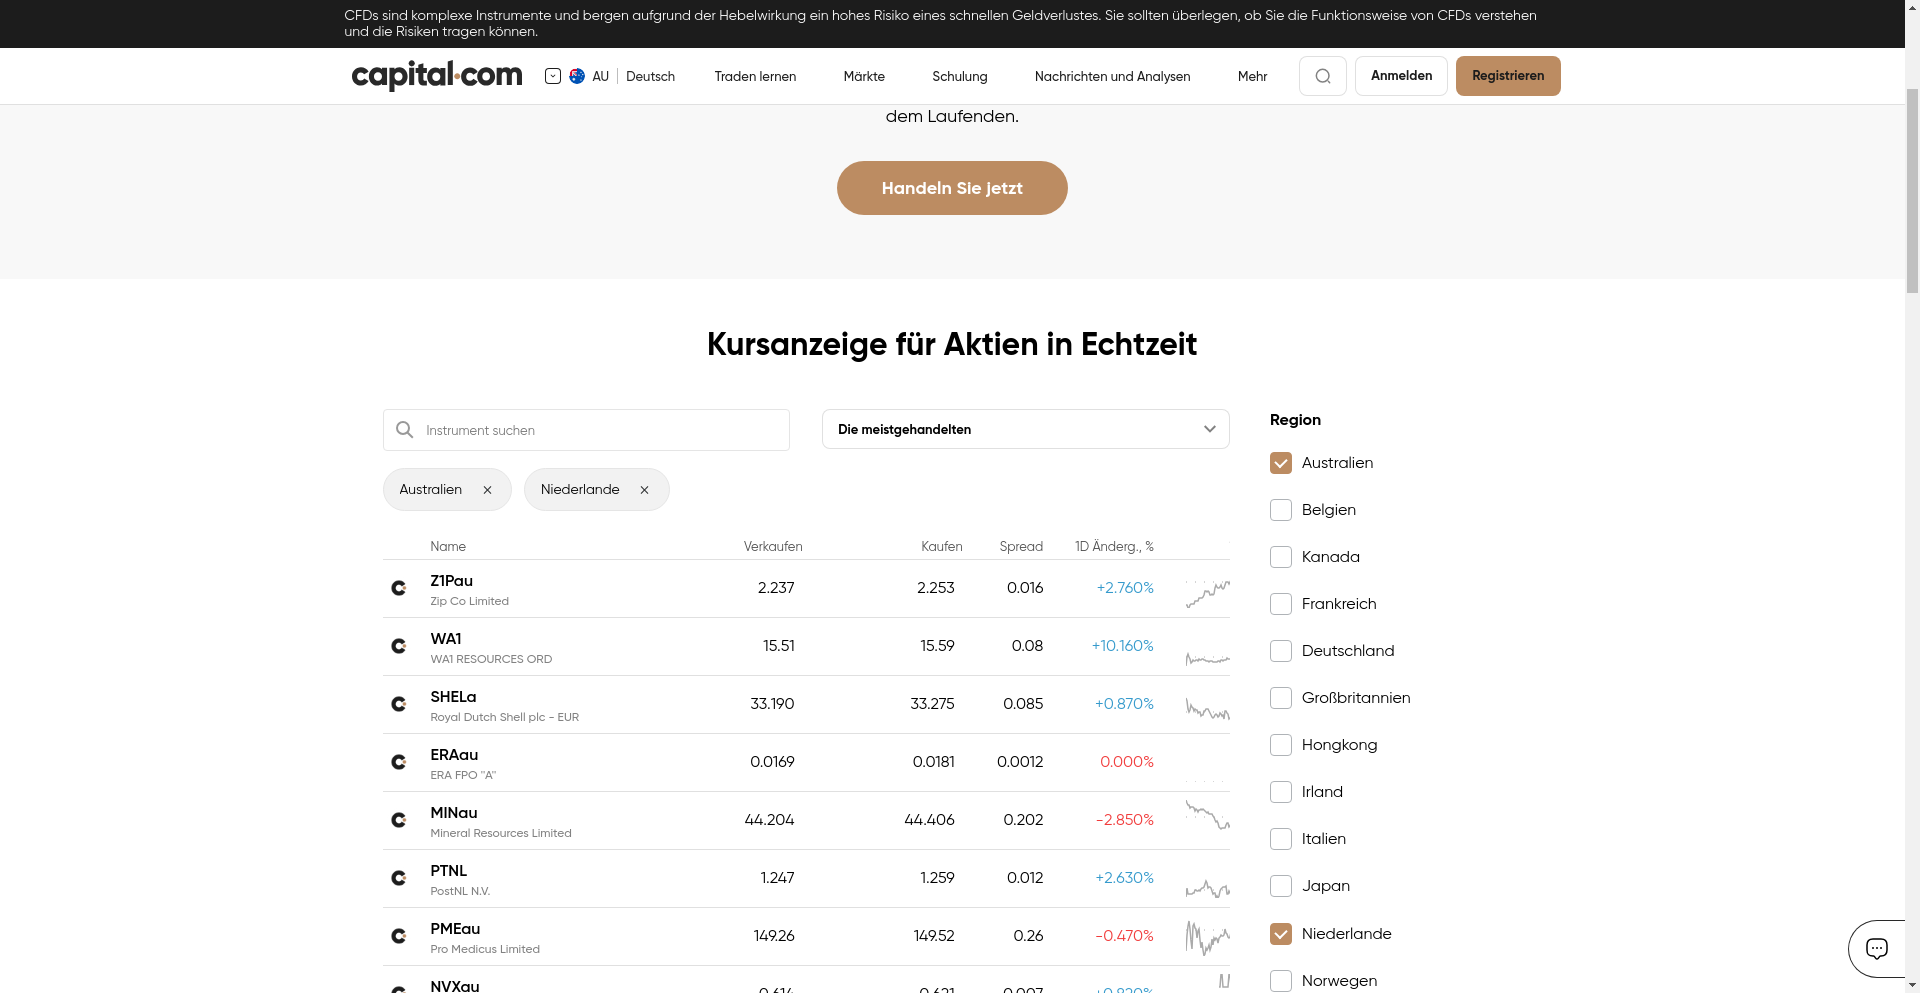 CFDs sind komplexe Instrumente und bergen aufgrund der Hebelwirkung ein hohes Risiko eines schnellen Geldverlustes. Sie sollten überlegen, ob Sie die Funktionsweise von CFDs verstehen
und die Risiken tragen können.
capital.com AU Deutsch Traden lernen Märkte Schulung Nachrichten und Analysen Mehr Anmelden Registrieren
dem Laufenden.
Handeln Sie jetzt
Kursanzeige für Aktien in Echtzeit
Instrument suchen
Die meistgehandelten
Australien
Niederlande
Name Verkaufen Kaufen Spread 1D Änderg., %
Z1Pau 2.237 2.253 0.016 +2.760%
Zip Co Limited
WA1 15.51 15.59 0.08 +10.160%
WA1 RESOURCES ORD
SHELa 33.190 33.275 0.085 +0.870%
Royal Dutch Shell plc - EUR
ERAau 0.0169 0.0181 0.0012 0.000%
ERA FPO "A"
MINau 44.204 44.406 0.202 -2.850%
Mineral Resources Limited
PTNL 1.247 1.259 0.012 +2.630%
PostNL N.V.
PMEau 149.26 149.52 0.26 -0.470%
Pro Medicus Limited
NVXau 0.614 0.621 0.007 +0.820%
Region
Australien
Belgien
Kanada
Frankreich
Deutschland
Großbritannien
Hongkong
Irland
Italien
Japan
Niederlande
Norwegen